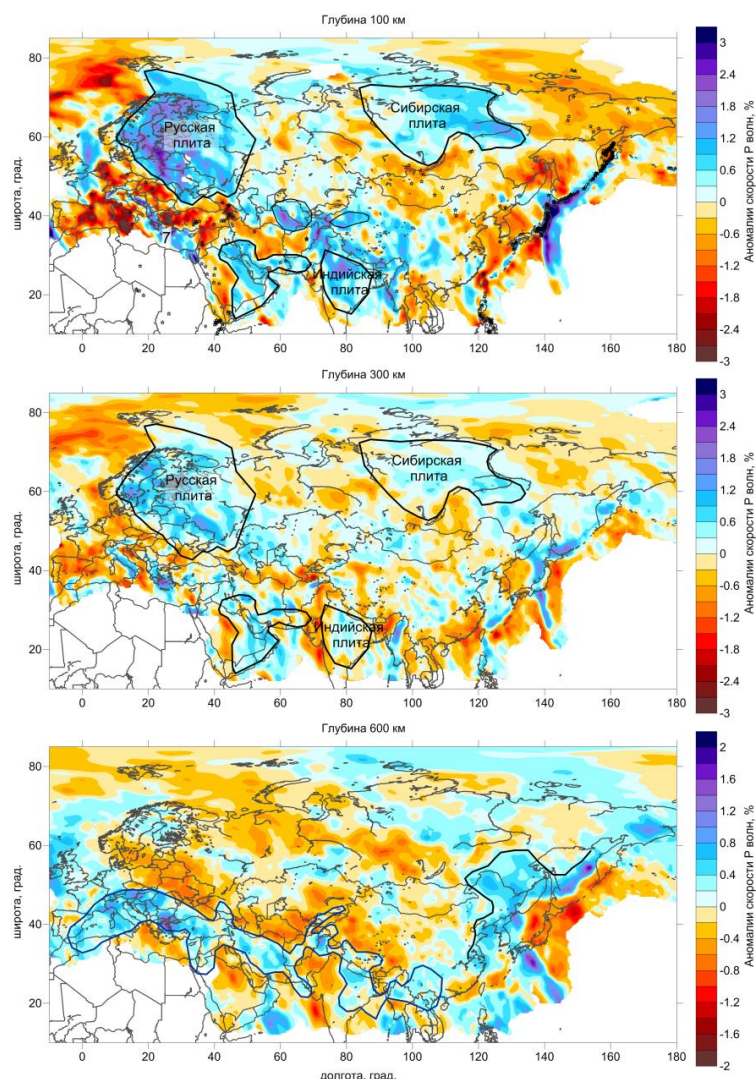 Глубина 100 км
80
60
40
20
широта, град.
Русская
плита
Сибирская
плита
7
Индийская
плита
0 20 40 60 80 100 120 140 160 180
3
2.4
1.8
1.2
0.6
0
-0.6
-1.2
-1.8
-2.4
-3
Аномалии скорости P волн, %
Глубина 300 км
80
60
40
20
широта, град.
Русская
плита
Сибирская
плита
Индийская
плита
0 20 40 60 80 100 120 140 160 180
3
2.4
1.8
1.2
0.6
0
-0.6
-1.2
-1.8
-2.4
-3
Аномалии скорости P волн, %
Глубина 600 км
80
60
40
20
широта, град.
0 20 40 60 80 100 120 140 160 180
долгота, град.
2
1.6
1.2
0.8
0.4
0
-0.4
-0.8
-1.2
-1.6
-2
Аномалии скорости P волн, %